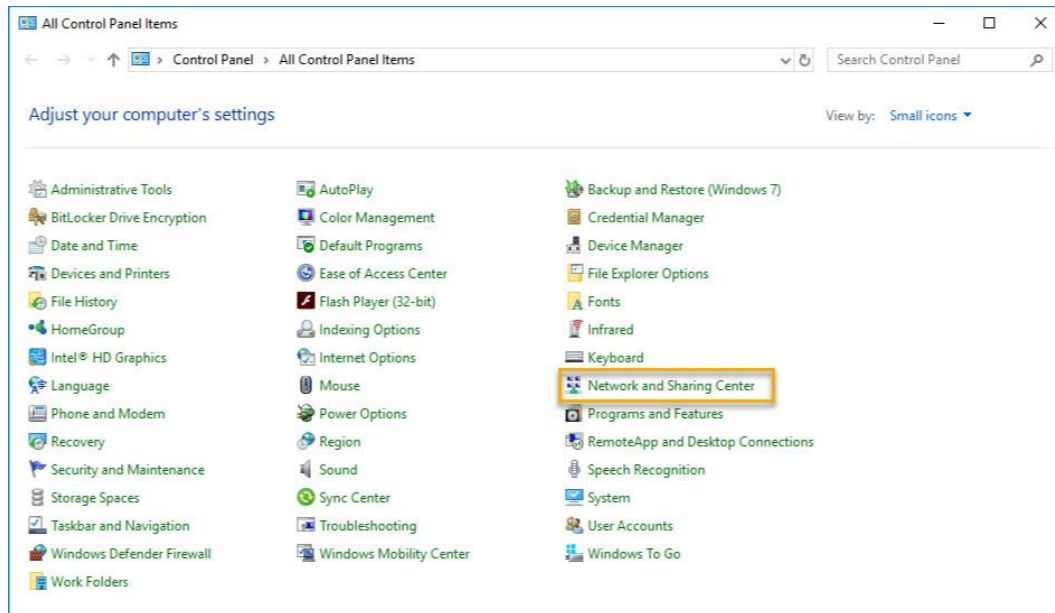 All Control Panel Items
Control Panel > All Control Panel Items
Search Control Panel
Adjust your computer's settings
View by: Small icons
Administrative Tools
AutoPlay
Backup and Restore (Windows 7)
BitLocker Drive Encryption
Color Management
Credential Manager
Date and Time
Default Programs
Device Manager
Devices and Printers
Ease of Access Center
File Explorer Options
File History
Flash Player (32-bit)
Fonts
HomeGroup
Indexing Options
Infrared
Intel® HD Graphics
Internet Options
Keyboard
Language
Mouse
Network and Sharing Center
Phone and Modem
Power Options
Programs and Features
Recovery
Region
RemoteApp and Desktop Connections
Security and Maintenance
Sound
Speech Recognition
Storage Spaces
Sync Center
System
Taskbar and Navigation
Troubleshooting
User Accounts
Windows Defender Firewall
Windows Mobility Center
Windows To Go
Work Folders